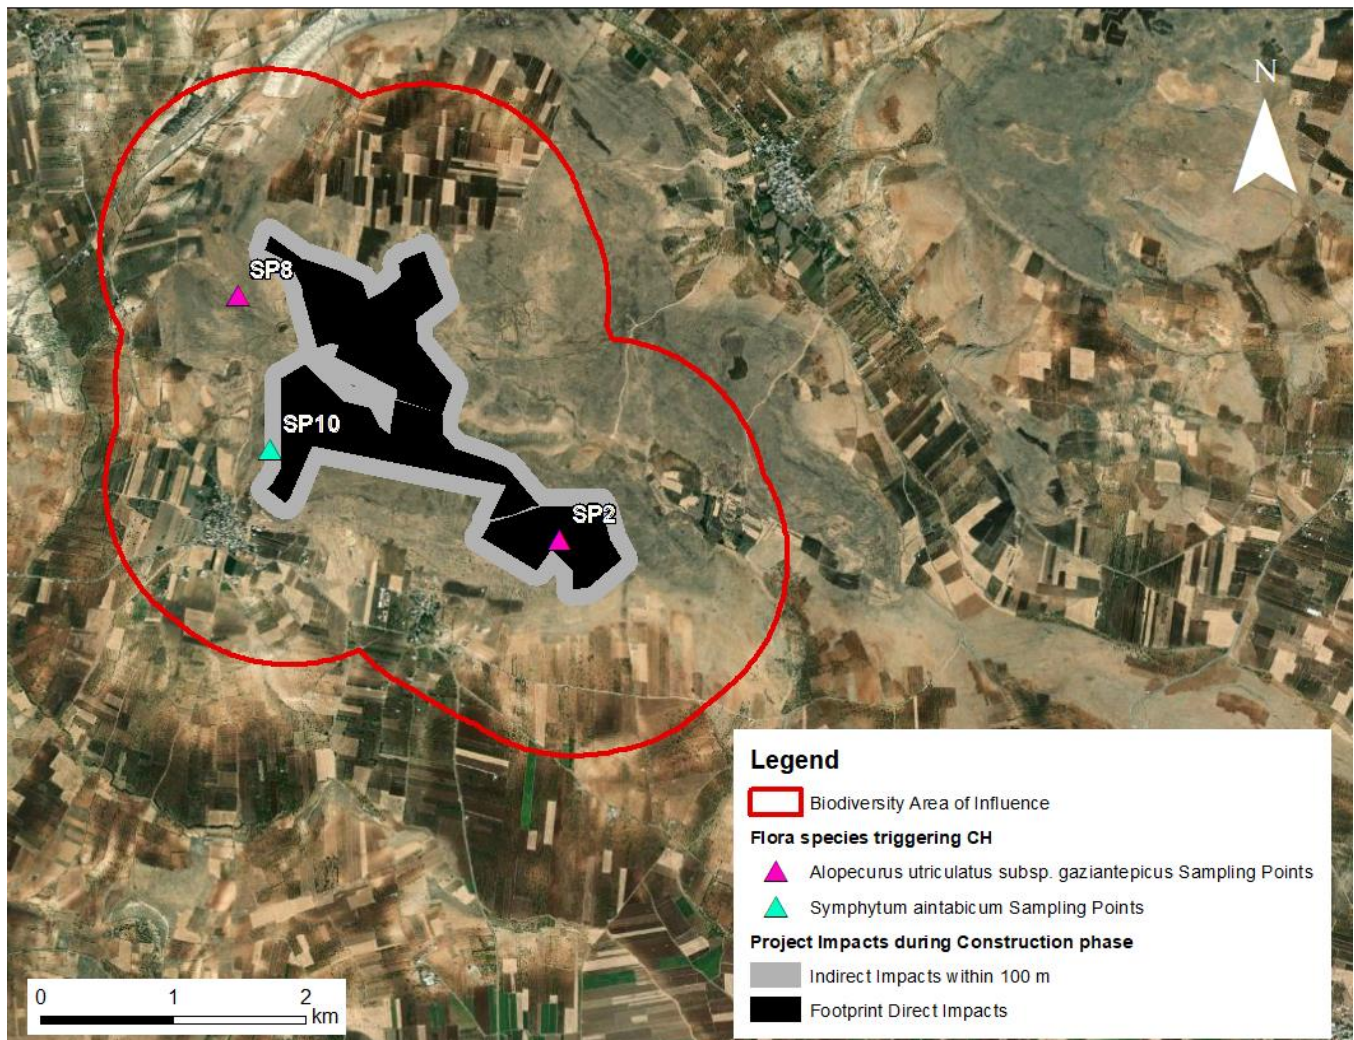 N
SP8
SP10
SP2
Legend
Biodiversity Area of Influence
Flora species triggering CH
Alopecurus utriculatus subsp. gaziantepicus Sampling Points
Symphytum aintabicum Sampling Points
Project Impacts during Construction phase
Indirect Impacts within 100 m
Footprint Direct Impacts
0 1 2
km